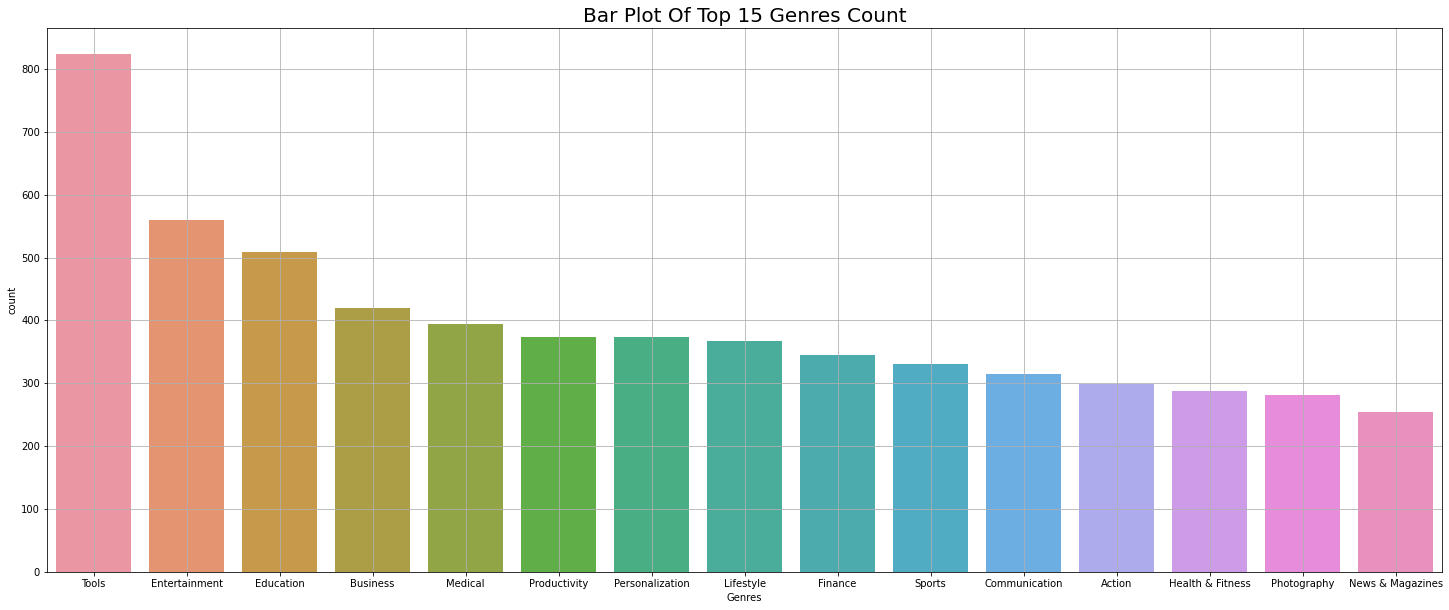 Bar Plot Of Top 15 Genres Count
800
700
600
500
400
300
200
100
0
count
Tools Entertainment Education Business Medical Productivity Personalization Lifestyle Finance Sports Communication Action Health & Fitness Photography News & Magazines
Genres